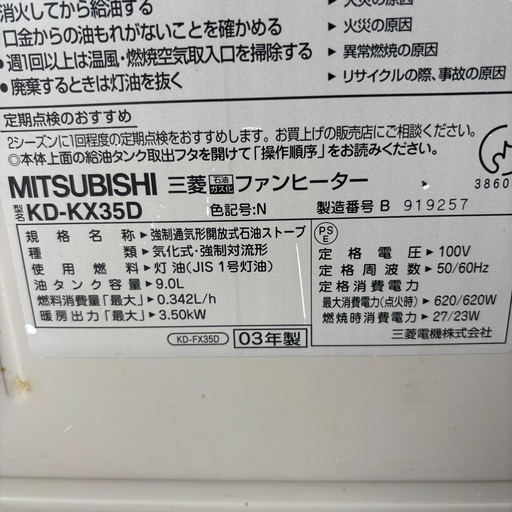 消火してから給油する
口金からの油もれがないことを確かめる
●週1回以上は温風・燃焼空気取入口を掃除する
●廃棄するときは灯油を抜く
▶火災の原因
▶火災の原因
▶異常燃焼の原因
▶リサイクルの際、事故の原因
定期点検のおすすめ
2シーズンに1回程度の定期点検をおすすめします。お買上げの販売店にご相談ください。
◎本体上面の給油タンク取出フタを開けて「操作順序」をお読みください。
3860
MITSUBISHI 三菱 石油ガス化 ファンヒーター
型名 KD-KX35D 色記号:N 製造番号 B 919257
規格名称▶強制通気形開放式石油ストーブ
種類▶気化式・強制対流形
使用燃料▶灯油(JIS 1号灯油)
油タンク容量▶9.0L
燃料消費量「最大」▶0.342L/h
暖房出力「最大」▶3.50kW
KD-FX35D 03年製
PSE
定格電圧▶100V
定格周波数▶50/60Hz
定格消費電力
最大消費電力(点火時)▶620/620W
燃焼時消費電力▶27/23W
三菱電機株式会社